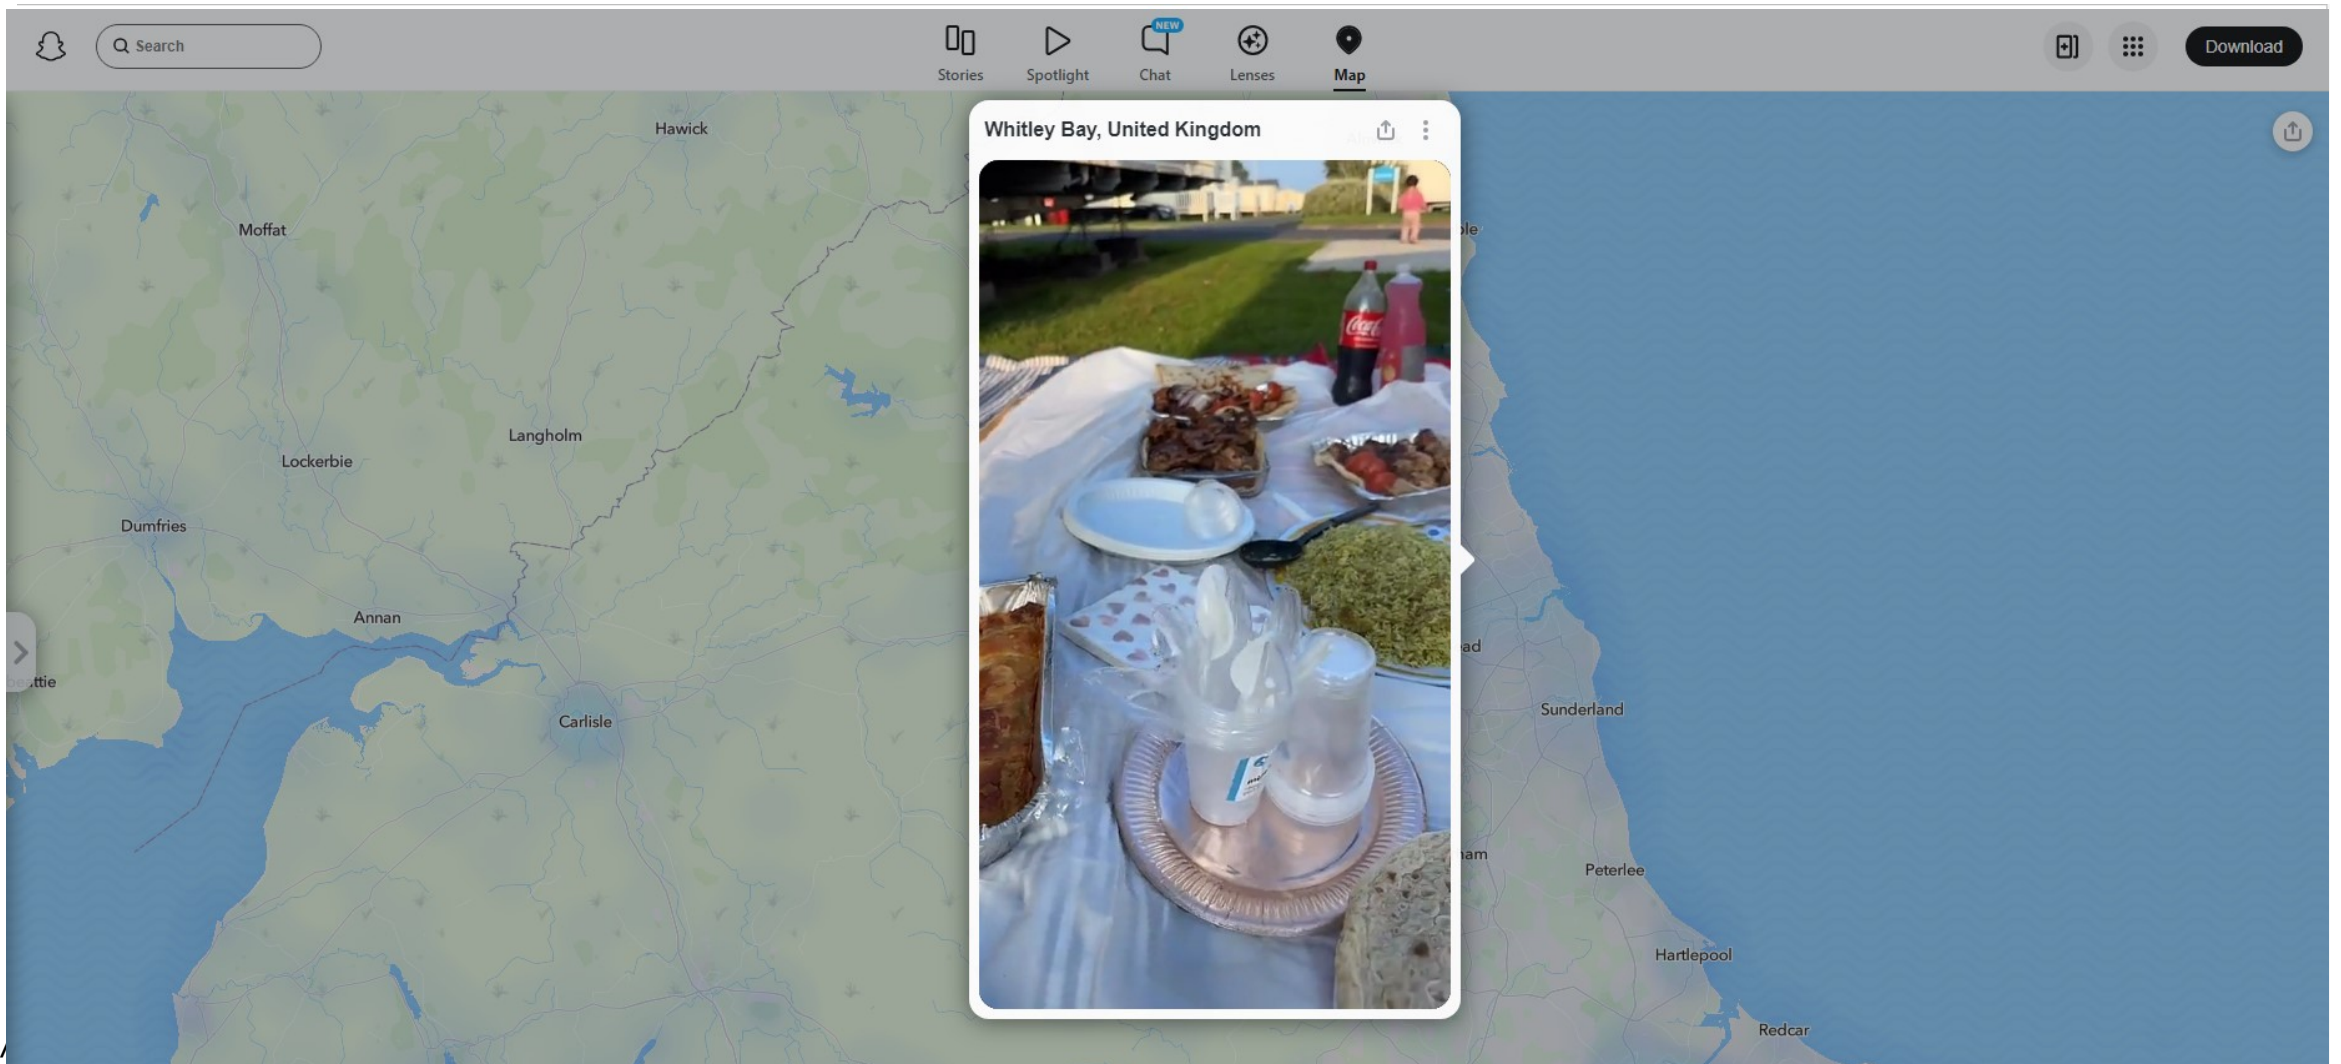 Search
Stories
Spotlight
NEW
Chat
Lenses
Map
Download
Whitley Bay, United Kingdom
Hawick
Moffat
Langholm
Lockerbie
Dumfries
Annan
Carlisle
Sunderland
Peterlee
Hartlepool
Redcar
Coca